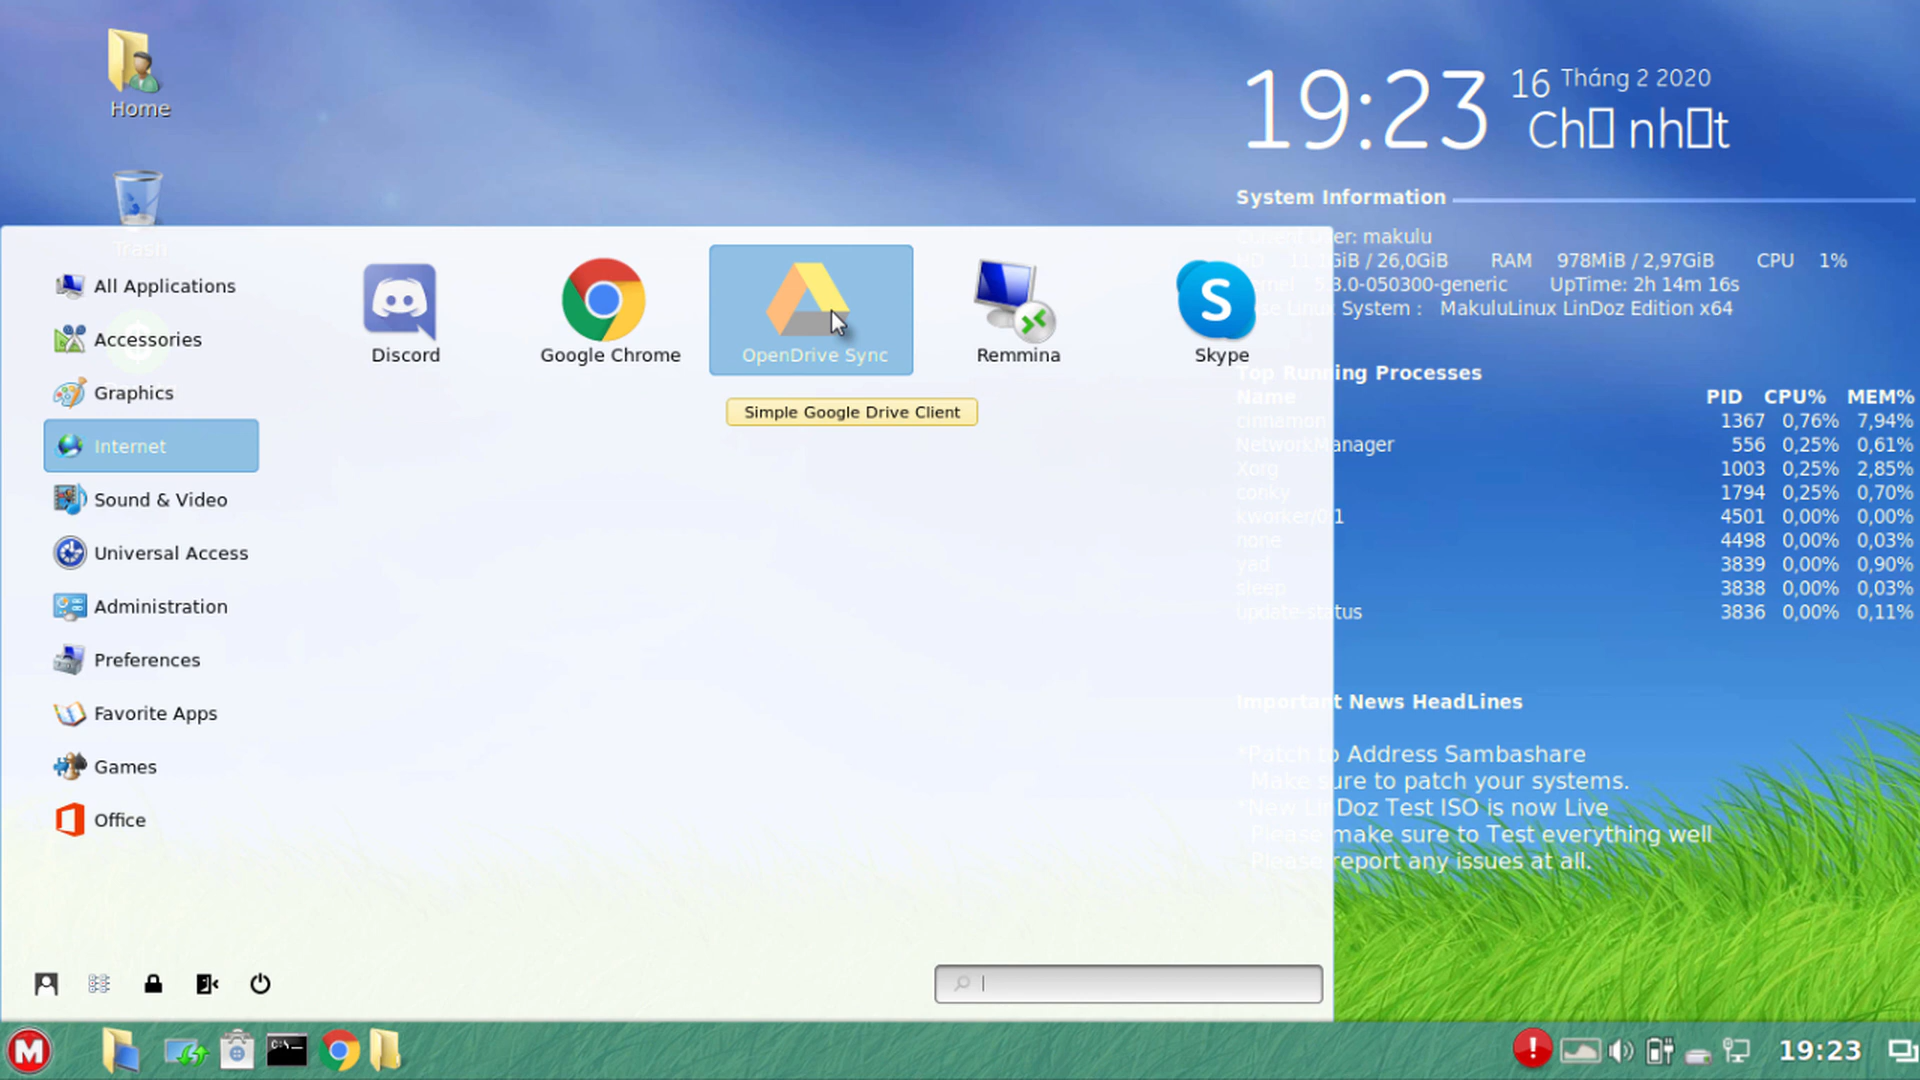 Home
Trash
19:23
16 Tháng 2 2020
Ch□ nh□t
System Information
Current User: makulu
HD 11,1GiB / 26,0GiB RAM 978MiB / 2,97GiB CPU 1%
Kernel 5.3.0-050300-generic UpTime: 2h 14m 16s
Base Linux System : MakuluLinux LinDoz Edition x64
Top Running Processes
Name PID CPU% MEM%
cinnamon 1367 0,76% 7,94%
NetworkManager 556 0,25% 0,61%
Xorg 1003 0,25% 2,85%
conky 1794 0,25% 0,70%
kworker/0:1 4501 0,00% 0,00%
none 4498 0,00% 0,03%
yad 3839 0,00% 0,90%
sleep 3838 0,00% 0,03%
update-status 3836 0,00% 0,11%
Important News HeadLines
*Patch to Address Sambashare
Make sure to patch your systems.
*New LinDoz Test ISO is now Live
Please make sure to Test everything well
Please report any issues at all.
All Applications
Accessories
Graphics
Internet
Sound & Video
Universal Access
Administration
Preferences
Favorite Apps
Games
Office
Discord
Google Chrome
OpenDrive Sync
Remmina
Skype
Simple Google Drive Client
M
C:\_
19:23